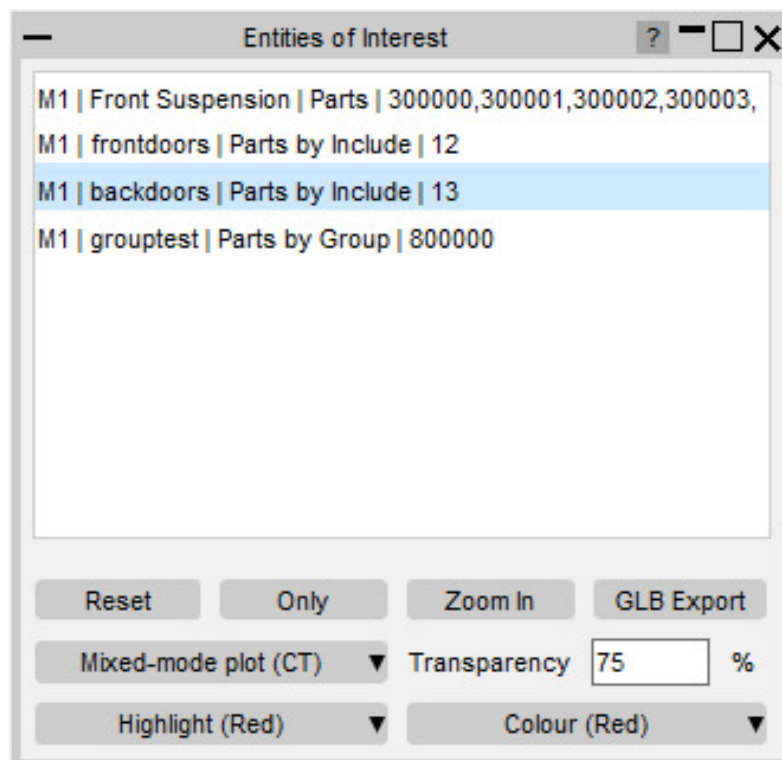 Entities of Interest ?
M1 | Front Suspension | Parts | 300000,300001,300002,300003,
M1 | frontdoors | Parts by Include | 12
M1 | backdoors | Parts by Include | 13
M1 | grouptest | Parts by Group | 800000
Reset Only Zoom In GLB Export
Mixed-mode plot (CT) ▼ Transparency 75 %
Highlight (Red) ▼ Colour (Red) ▼